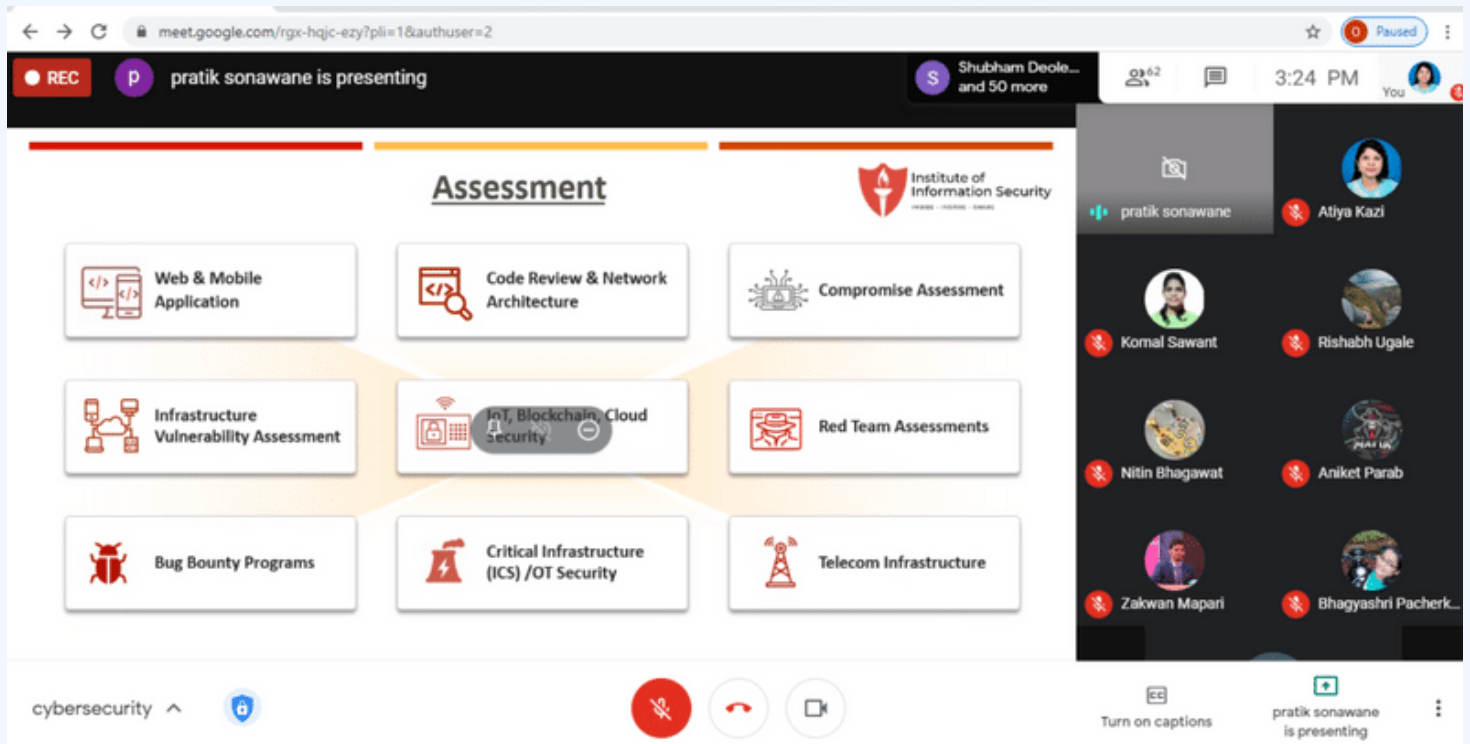 meet.google.com/rgx-hqjc-ezy?pli=1&authuser=2
O Paused
REC
p
pratik sonawane is presenting
S
Shubham Deole...
and 50 more
62
3:24 PM
You
Assessment
Institute of
Information Security
Web & Mobile
Application
Code Review & Network
Architecture
Compromise Assessment
Infrastructure
Vulnerability Assessment
IoT, Blockchain, Cloud
Security
Red Team Assessments
Bug Bounty Programs
Critical Infrastructure
(ICS) /OT Security
Telecom Infrastructure
pratik sonawane
Atiya Kazi
Komal Sawant
Rishabh Ugale
Nitin Bhagawat
Aniket Parab
Zakwan Mapari
Bhagyashri Pacherk...
cybersecurity
Turn on captions
pratik sonawane
is presenting